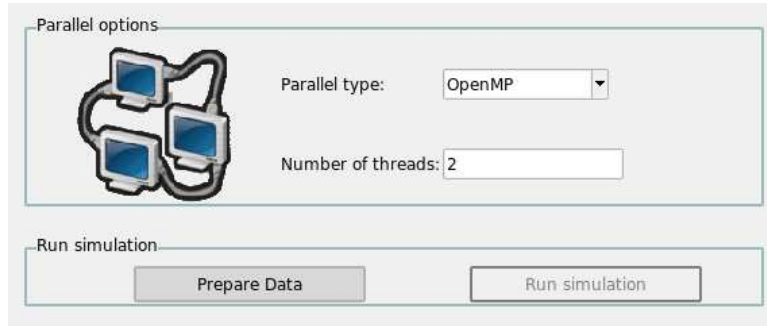 Parallel options
Parallel type: OpenMP
Number of threads: 2
Run simulation
Prepare Data Run simulation